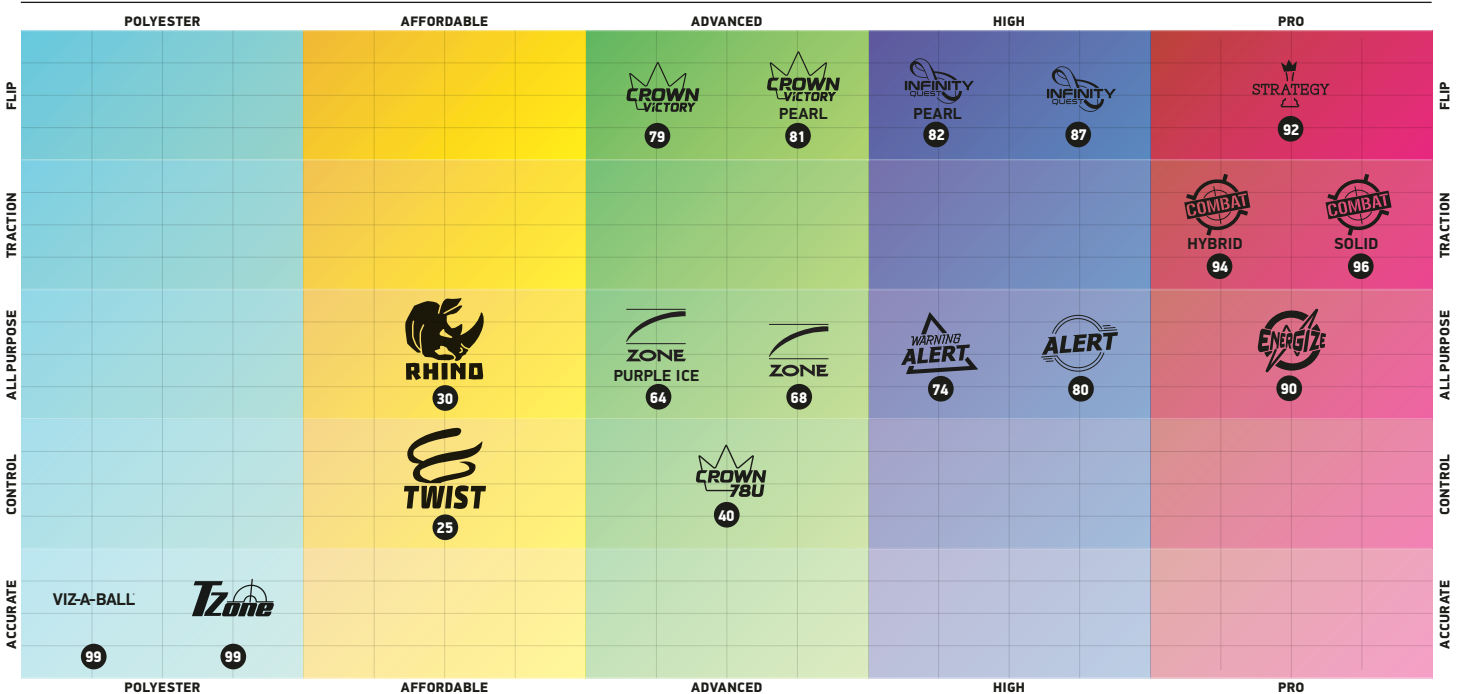 POLYESTER AFFORDABLE ADVANCED HIGH PRO
FLIP
CROWN
VICTORY
79
CROWN
VICTORY
PEARL
81
INFINITY
QUEST
PEARL
82
INFINITY
QUEST
87
STRATEGY
92
FLIP
TRACTION
COMBAT
HYBRID
94
COMBAT
SOLID
96
TRACTION
ALL PURPOSE
RHINO
30
ZONE
PURPLE ICE
64
ZONE
68
WARNING
ALERT
74
ALERT
80
ENERGIZE
90
ALL PURPOSE
CONTROL
TWIST
25
CROWN
78U
40
CONTROL
ACCURATE
VIZ-A-BALL
99
TZone
99
ACCURATE
POLYESTER AFFORDABLE ADVANCED HIGH PRO